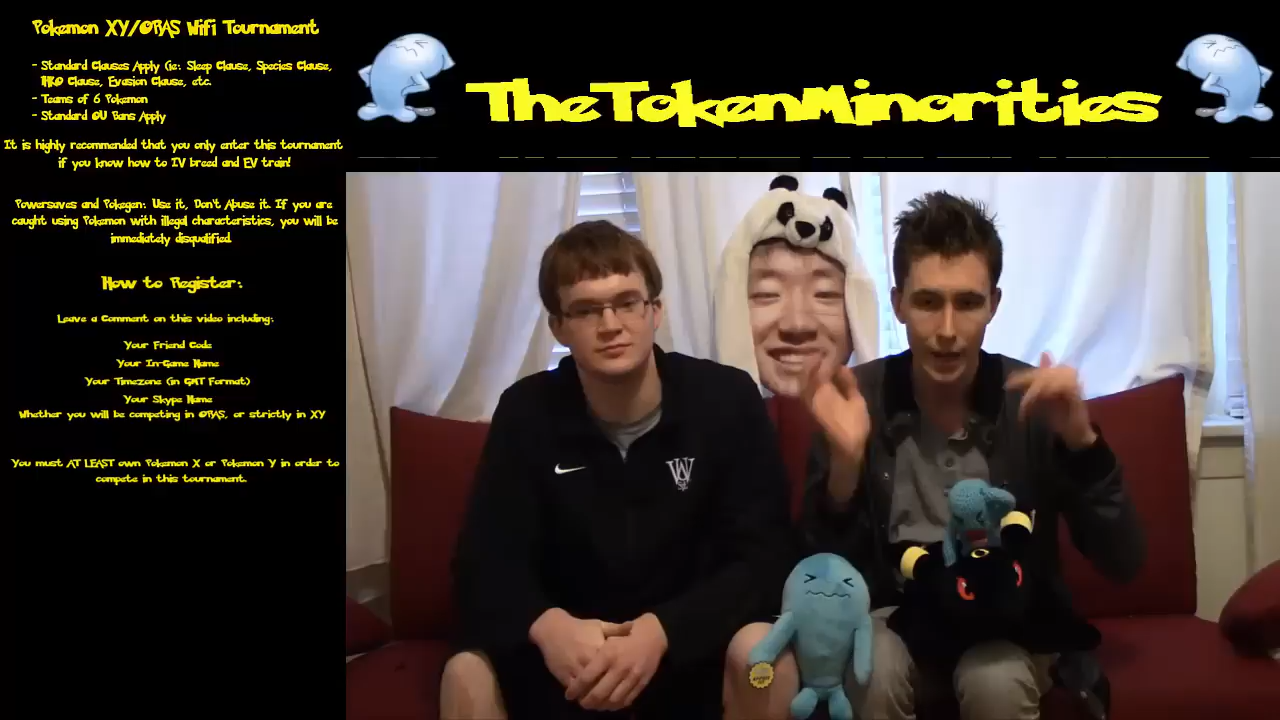 Pokemon XY/ORAS Wifi Tournament
- Standard Clauses Apply (ie: Sleep Clause, Species Clause,
1HKO Clause, Evasion Clause, etc.
- Teams of 6 Pokemon
- Standard OU Bans Apply
It is highly recommended that you only enter this tournament
if you know how to IV breed and EV train!
Powersaves and Pokegen: Use it, Don't Abuse it. If you are
caught using Pokemon with illegal characteristics, you will be
immediately disqualified.
How to Register:
Leave a Comment on this video including:
Your Friend Code
Your In-Game Name
Your Timezone (in GMT Format)
Your Skype Name
Whether you will be competing in ORAS, or strictly in XY
You must AT LEAST own Pokemon X or Pokemon Y in order to
compete in this tournament.
TheTokenMinorities
W